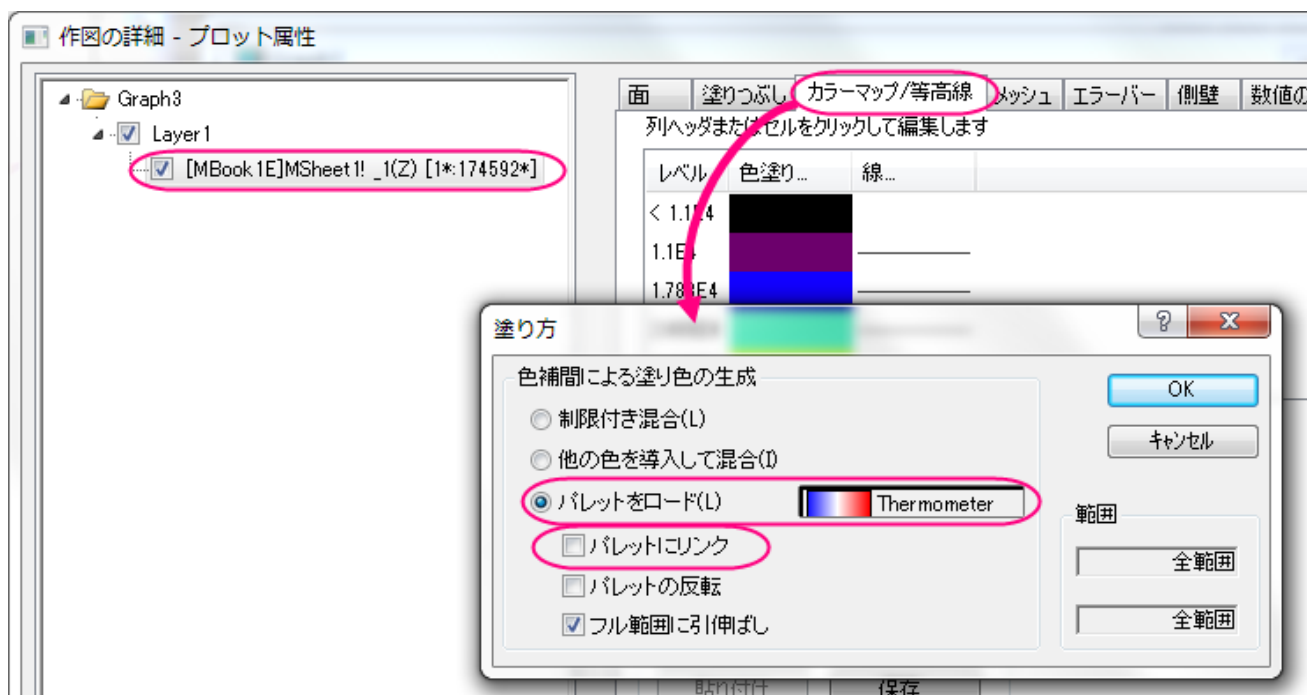 作図の詳細 - プロット属性
Graph3
Layer1
[MBook1E]MSheet1! _1(Z) [1*:174592*]
面 塗りつぶし カラーマップ/等高線 メッシュ エラーバー 側壁 数値の
列ヘッダまたはセルをクリックして編集します
レベル 色塗り... 線...
< 1.1E4
1.1E4
1.783E4
塗り方
色補間による塗り色の生成
制限付き混合(L)
他の色を導入して混合(I)
パレットをロード(L) Thermometer
パレットにリンク
パレットの反転
フル範囲に引伸ばし
OK
キャンセル
範囲
全範囲
全範囲
貼り付け 保存